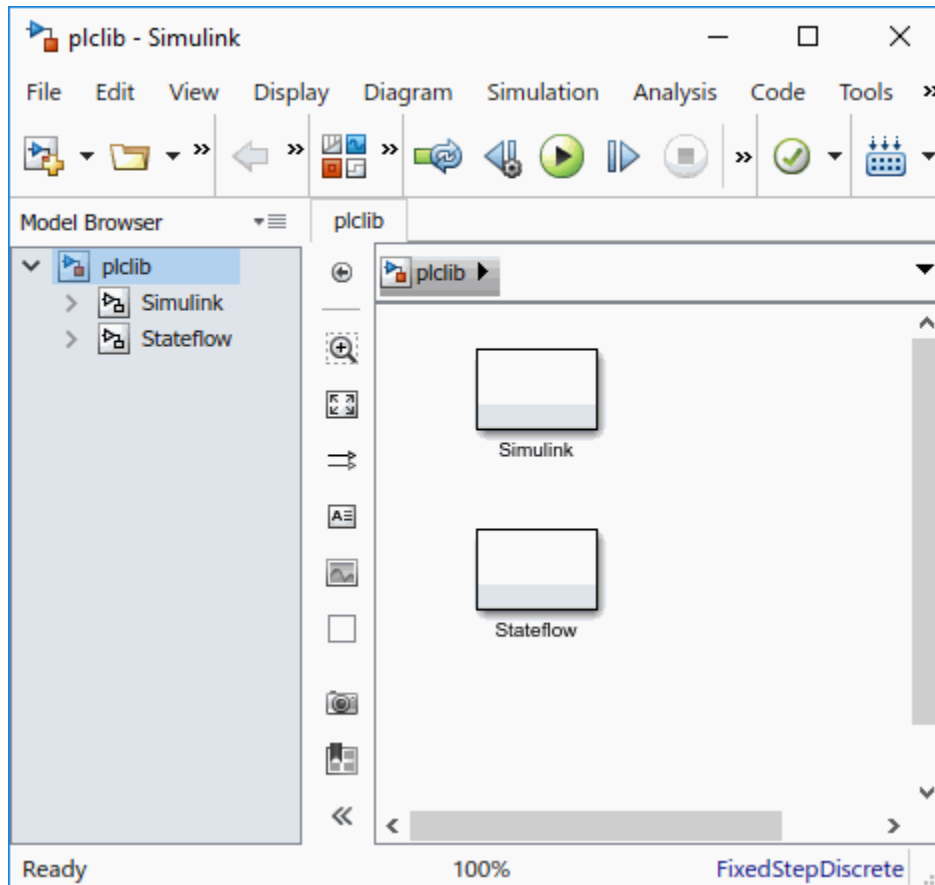 plclib - Simulink
File Edit View Display Diagram Simulation Analysis Code Tools »
Model Browser plclib
plclib
Simulink
Stateflow
plclib
Simulink
Stateflow
Ready 100% FixedStepDiscrete